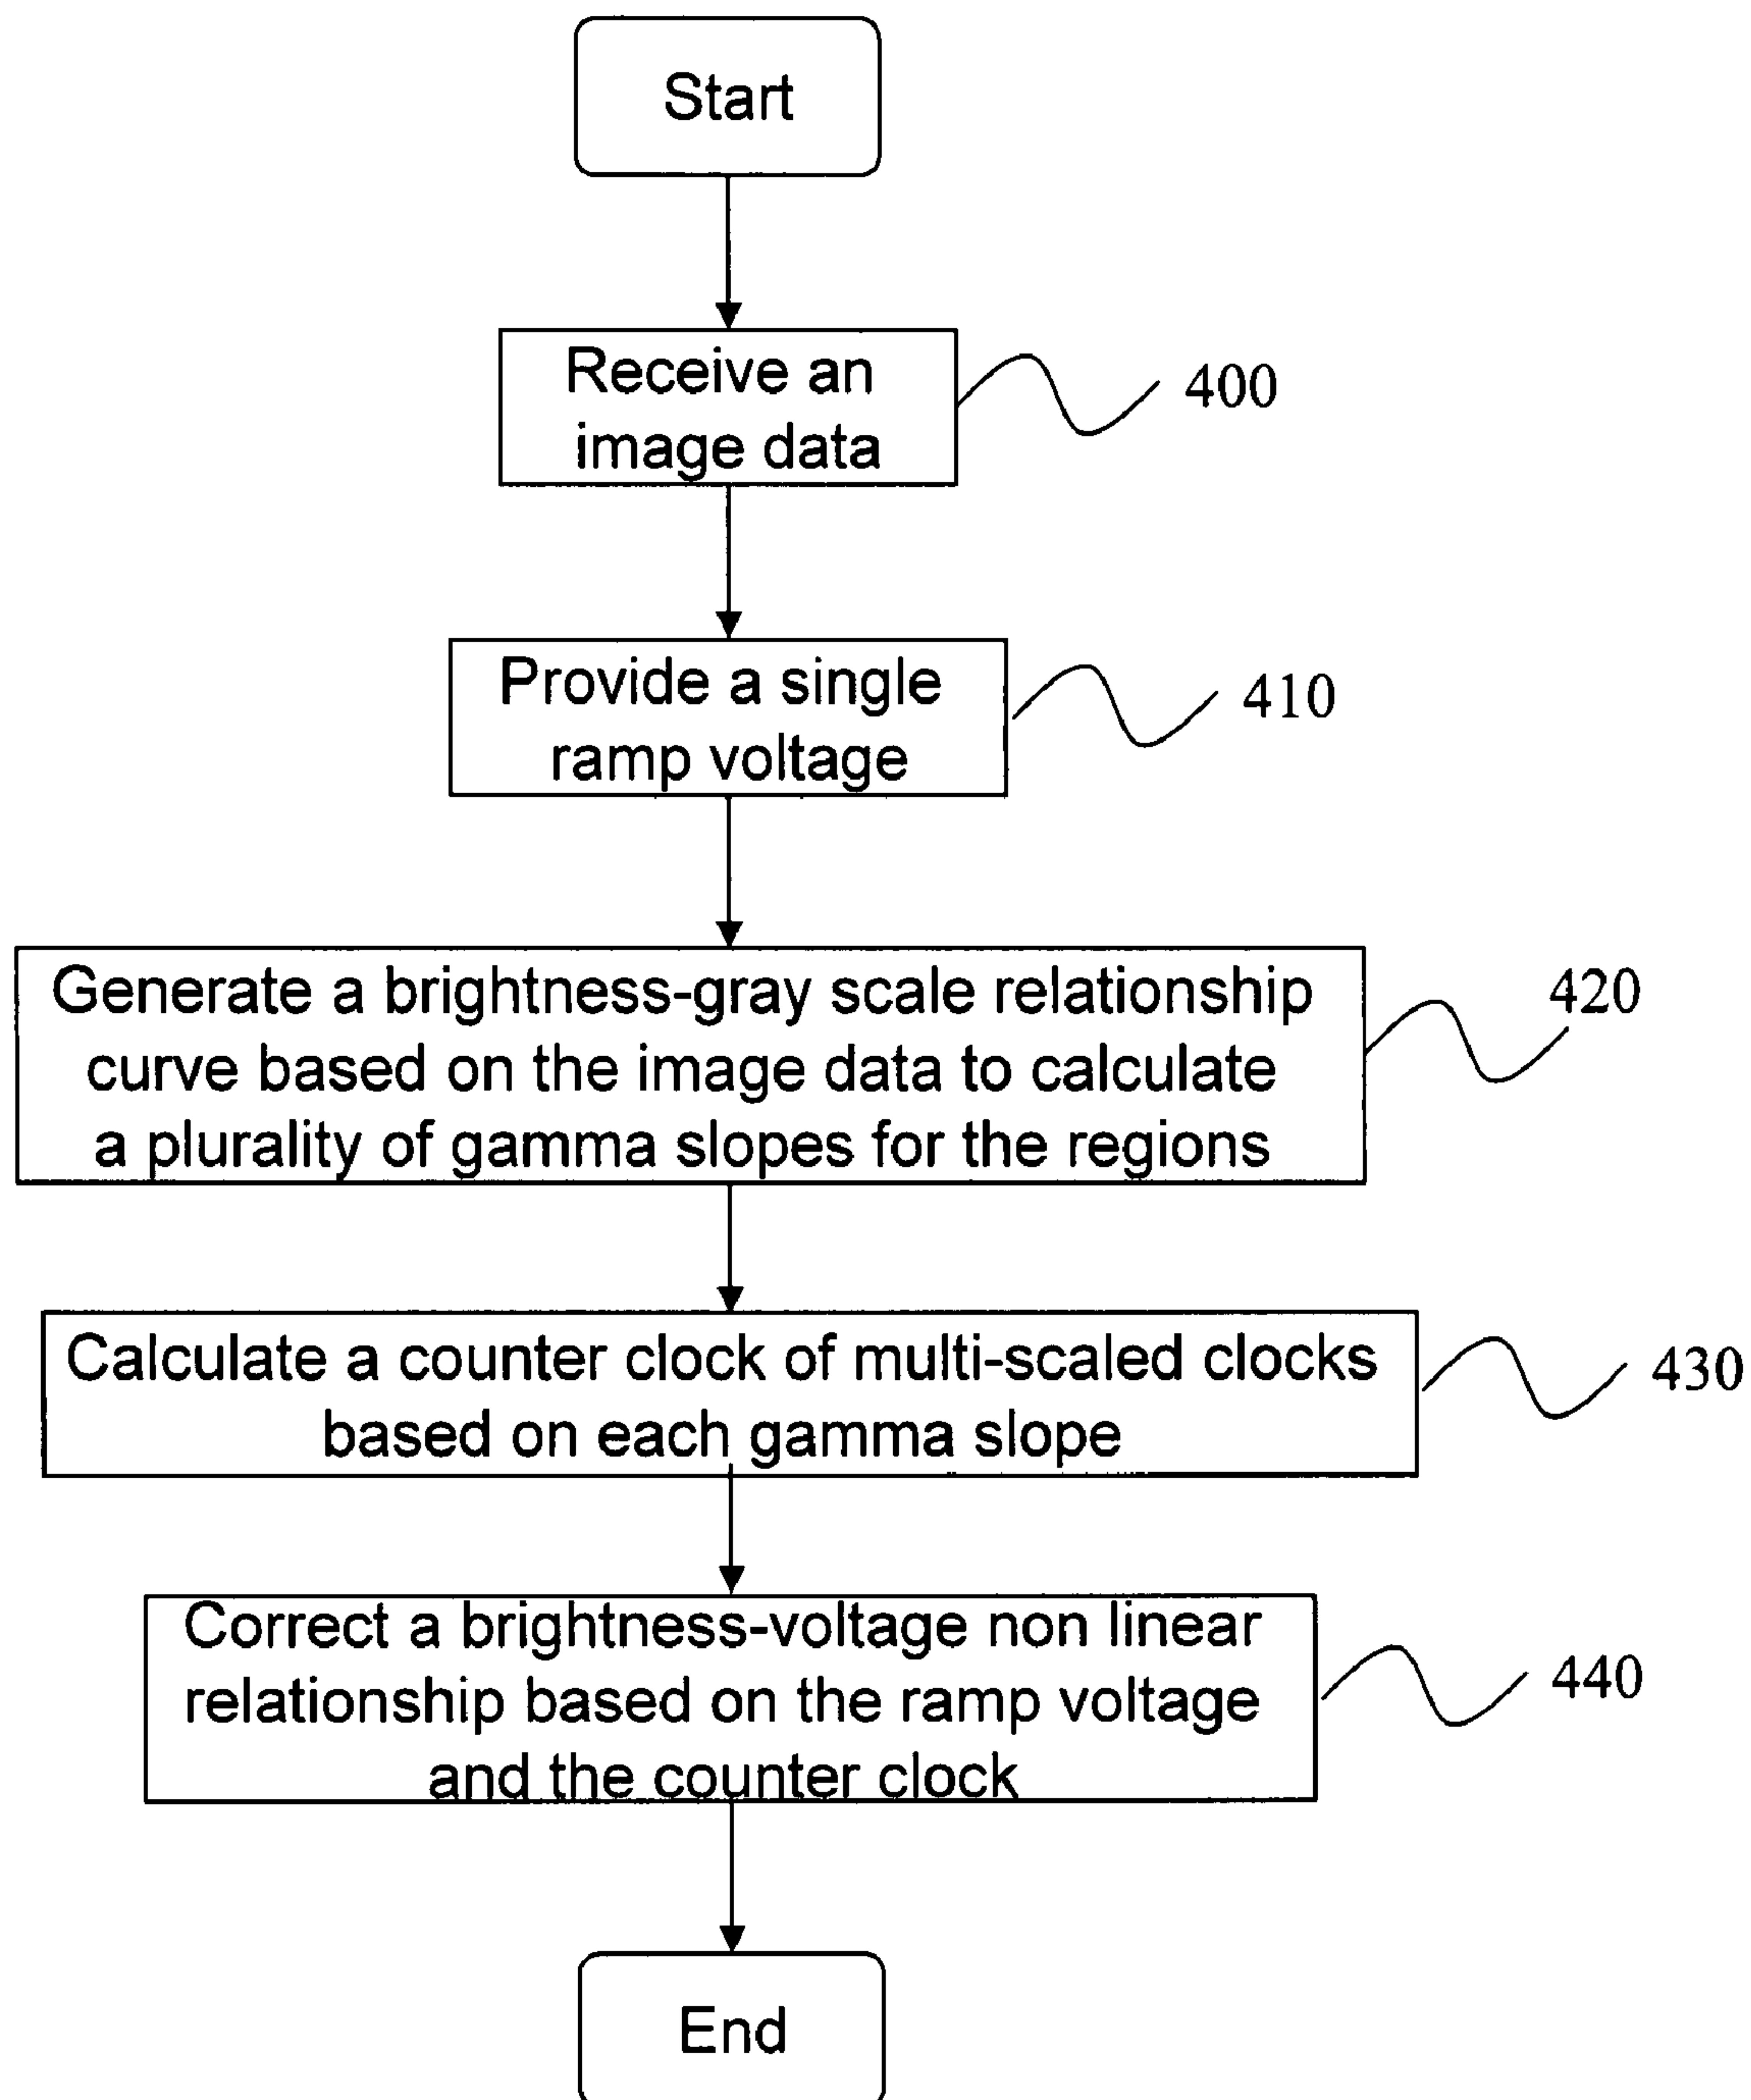 Start
Receive an
image data
400
Provide a single
ramp voltage
410
Generate a brightness-gray scale relationship
curve based on the image data to calculate
a plurality of gamma slopes for the regions
420
Calculate a counter clock of multi-scaled clocks
based on each gamma slope
430
Correct a brightness-voltage non linear
relationship based on the ramp voltage
and the counter clock
440
End